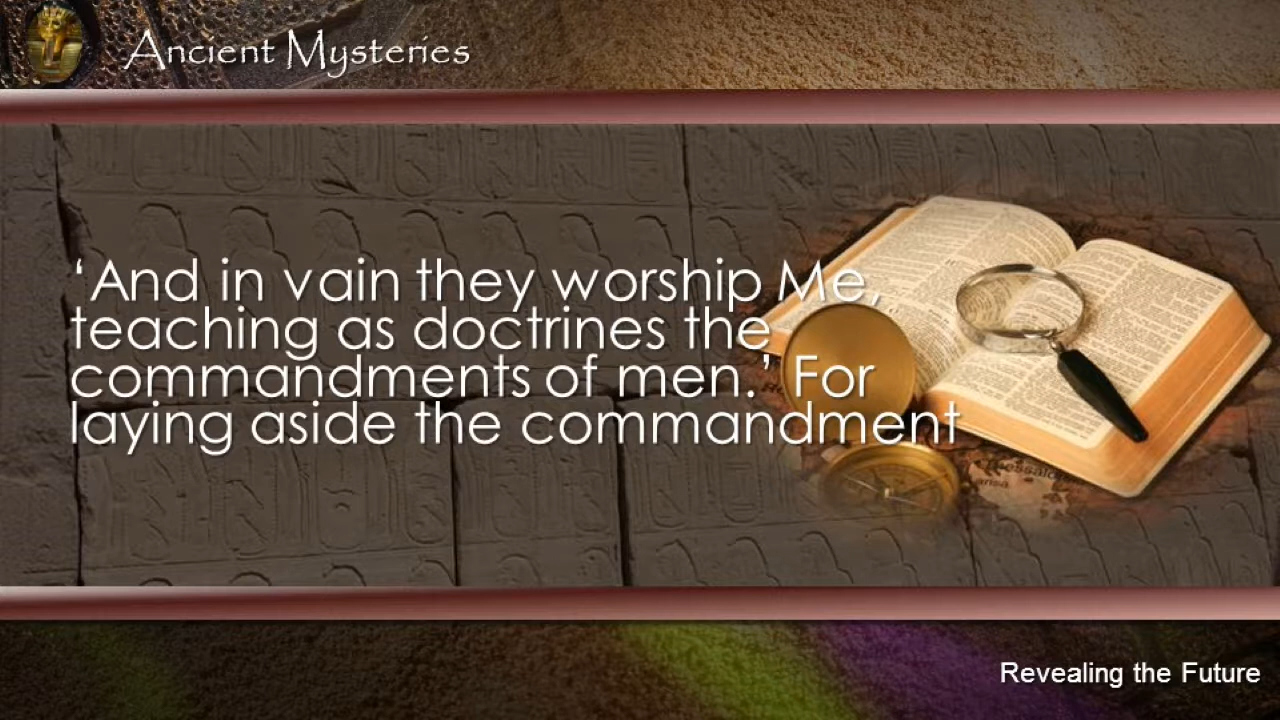 Ancient Mysteries
‘And in vain they worship Me,
teaching as doctrines the
commandments of men.’ For
laying aside the commandment
Revealing the Future